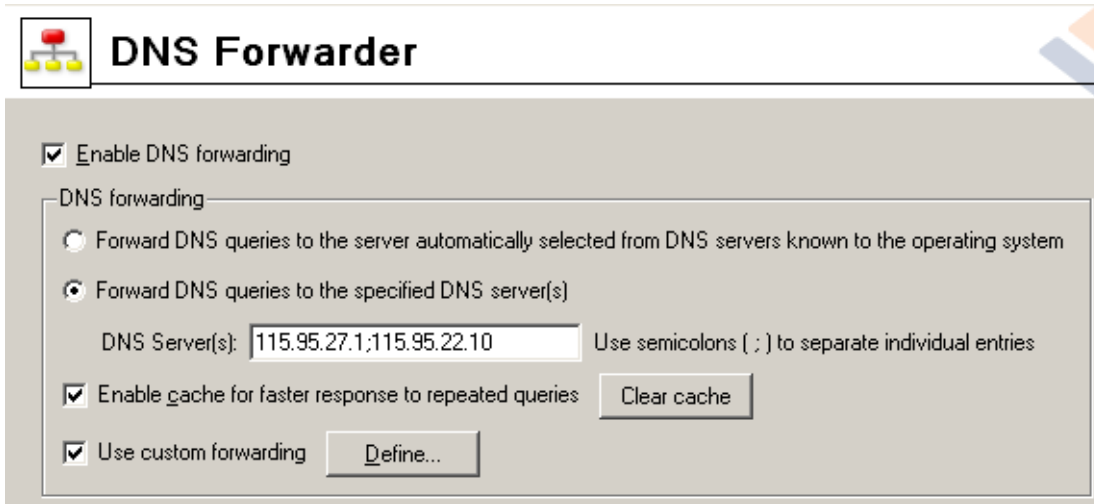 DNS Forwarder
Enable DNS forwarding
DNS forwarding
Forward DNS queries to the server automatically selected from DNS servers known to the operating system
Forward DNS queries to the specified DNS server(s)
DNS Server(s): 115.95.27.1;115.95.22.10 Use semicolons ( ; ) to separate individual entries
Enable cache for faster response to repeated queries Clear cache
Use custom forwarding Define...